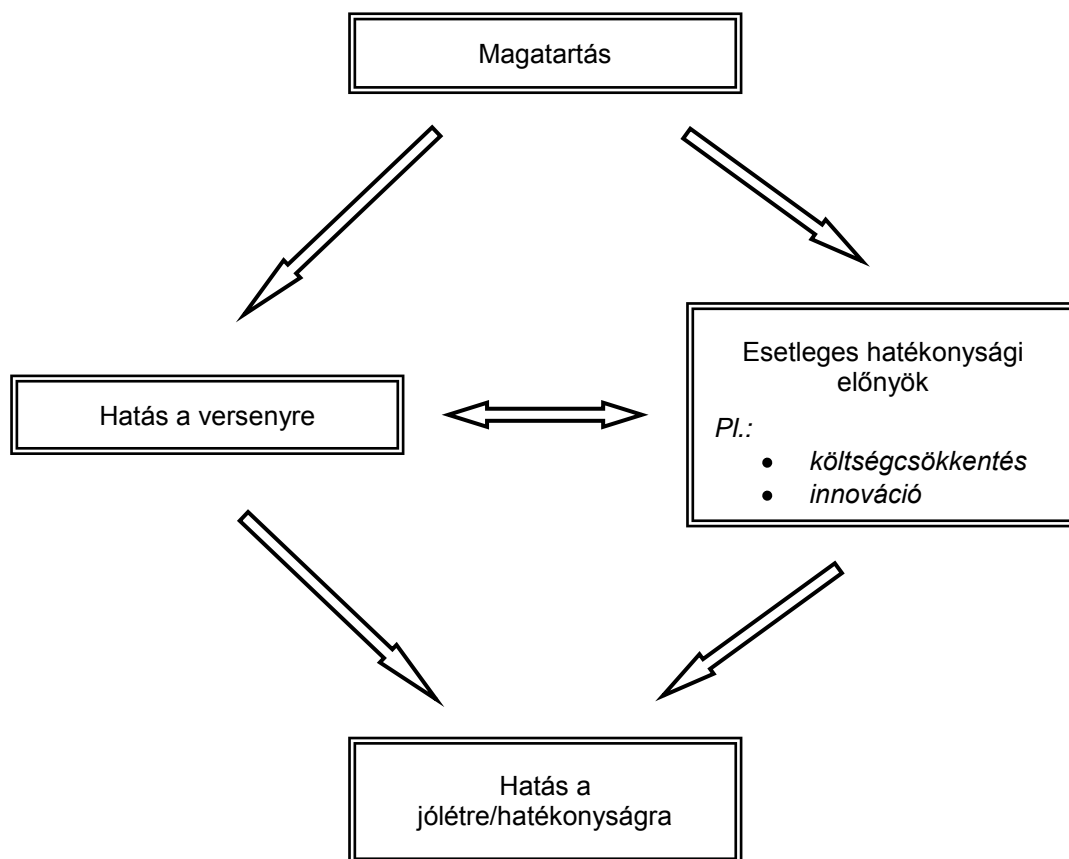 Magatartás
Hatás a versenyre
Esetleges hatékonysági
előnyök
Pl.:
• költségcsökkentés
• innováció
Hatás a
jólétre/hatékonyságra